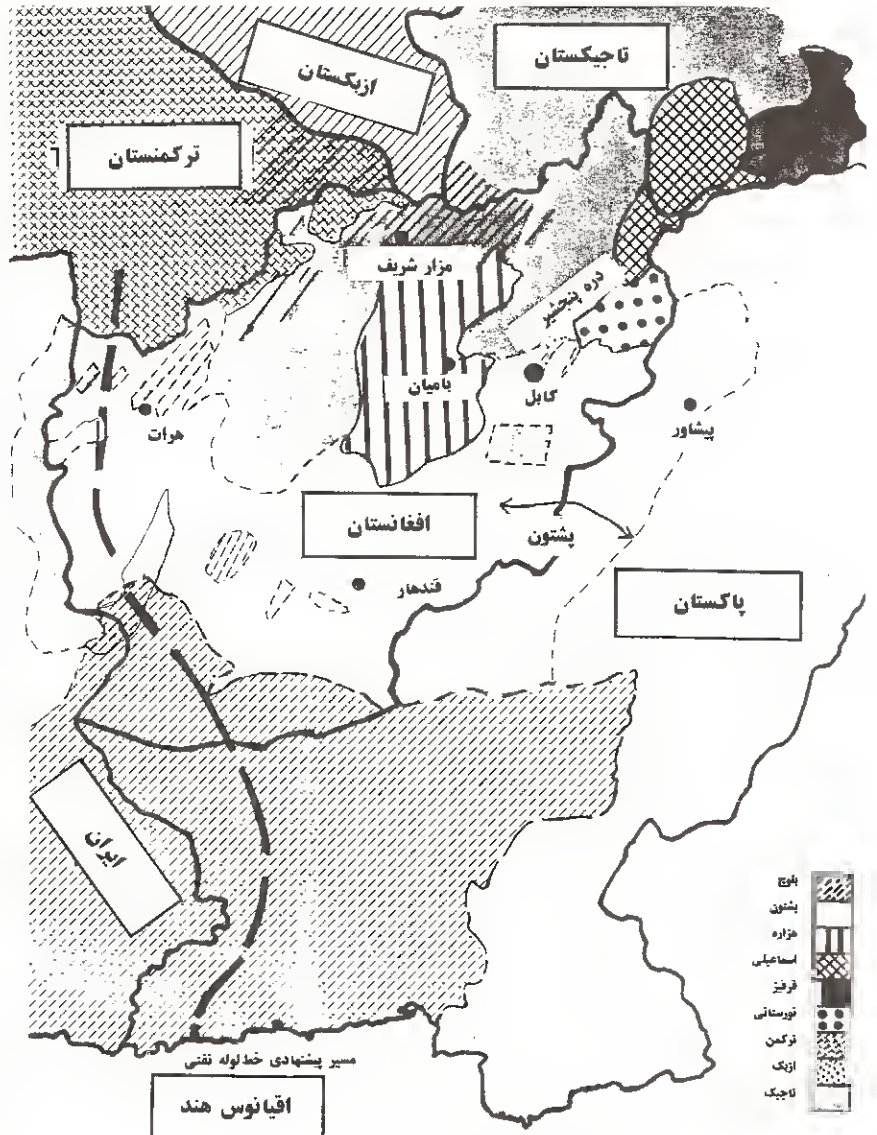 ازبکستان
تاجیکستان
ترکمنستان
مزار شریف
دره پنجشیر
بامیان
کابل
هرات
پیشاور
افغانستان
پشتون
قندهار
پاکستان
ایران
بلوچ
پشتون
هزاره
اسماعیلی
قرقیز
نورستانی
ترکمن
ازبک
تاجیک
مسیر پیشنهادی خط لوله نفتی
اقیانوس هند